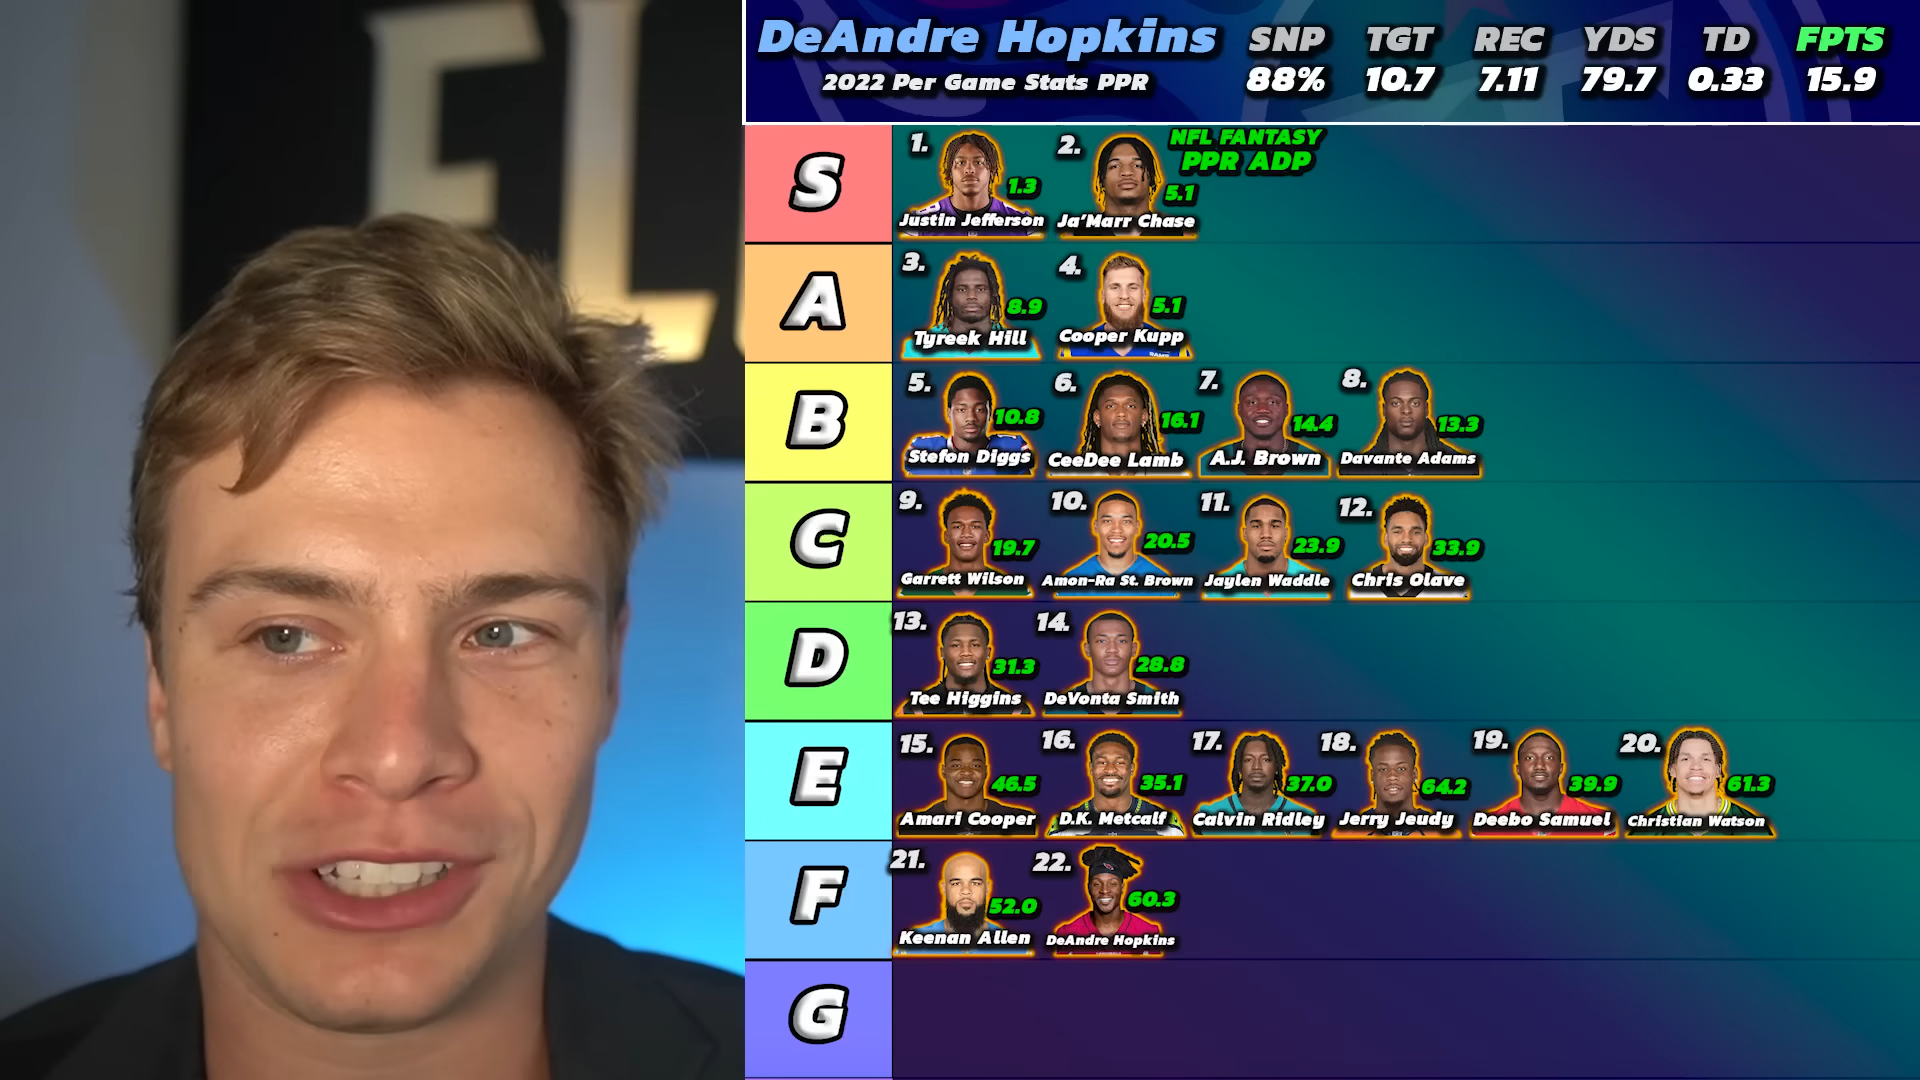 DeAndre Hopkins SNP TGT REC YDS TD FPTS
2022 Per Game Stats PPR 88% 10.7 7.11 79.7 0.33 15.9
S
1. 1.3 Justin Jefferson
2. 5.1 Ja'Marr Chase
NFL FANTASY
PPR ADP
A
3. 8.9 Tyreek Hill
4. 5.1 Cooper Kupp
B
5. 10.8 Stefon Diggs
6. 16.1 CeeDee Lamb
7. 14.4 A.J. Brown
8. 13.3 Davante Adams
C
9. 19.7 Garrett Wilson
10. 20.5 Amon-Ra St. Brown
11. 23.9 Jaylen Waddle
12. 33.9 Chris Olave
D
13. 31.3 Tee Higgins
14. 28.8 DeVonta Smith
E
15. 46.5 Amari Cooper
16. 35.1 D.K. Metcalf
17. 37.0 Calvin Ridley
18. 64.2 Jerry Jeudy
19. 39.9 Deebo Samuel
20. 61.3 Christian Watson
F
21. 52.0 Keenan Allen
22. 60.3 DeAndre Hopkins
G